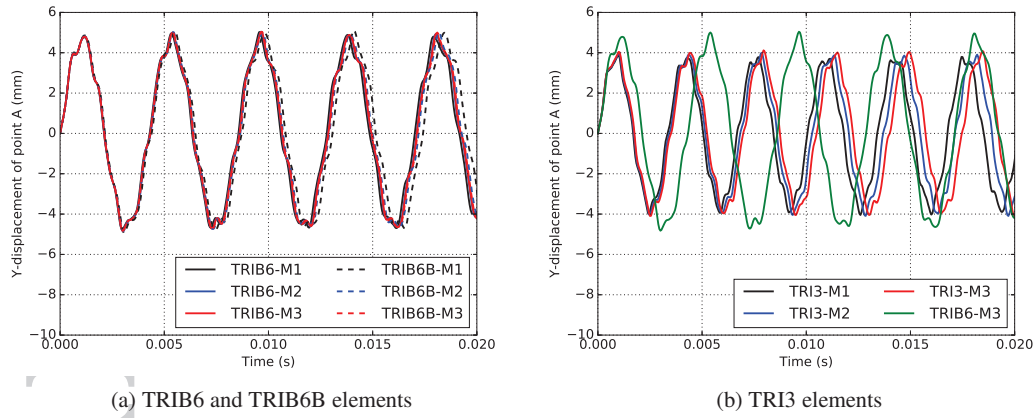 6
4
2
0
−2
−4
−6
−8
−10
Y-displacement of point A (mm)
TRIB6-M1
TRIB6-M2
TRIB6-M3
TRIB6B-M1
TRIB6B-M2
TRIB6B-M3
0.000 0.005 0.010 0.015 0.020
Time (s)
(a) TRIB6 and TRIB6B elements
6
4
2
0
−2
−4
−6
−8
−10
Y-displacement of point A (mm)
TRI3-M1
TRI3-M2
TRI3-M3
TRIB6-M3
0.000 0.005 0.010 0.015 0.020
Time (s)
(b) TRI3 elements